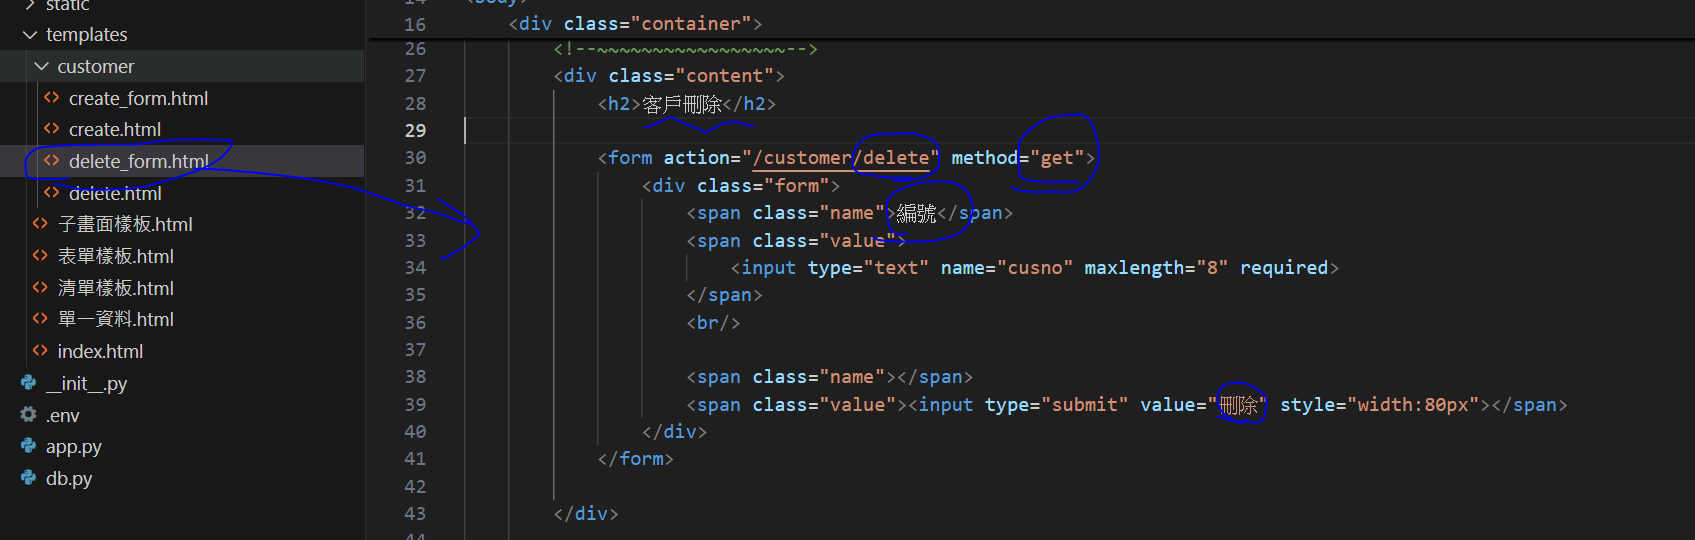 static
templates
customer
create_form.html
create.html
delete_form.html
delete.html
子畫面樣板.html
表單樣板.html
清單樣板.html
單一資料.html
index.html
__init__.py
.env
app.py
db.py
14 <body>
16 <div class="container">
26 <!--~~~~~~~~~~~~~~~~~-->
27 <div class="content">
28 <h2>客戶刪除</h2>
29
30 <form action="/customer/delete" method="get">
31 <div class="form">
32 <span class="name">編號</span>
33 <span class="value">
34 <input type="text" name="cusno" maxlength="8" required>
35 </span>
36 <br/>
37
38 <span class="name"></span>
39 <span class="value"><input type="submit" value="刪除" style="width:80px"></span>
40 </div>
41 </form>
42
43 </div>
44